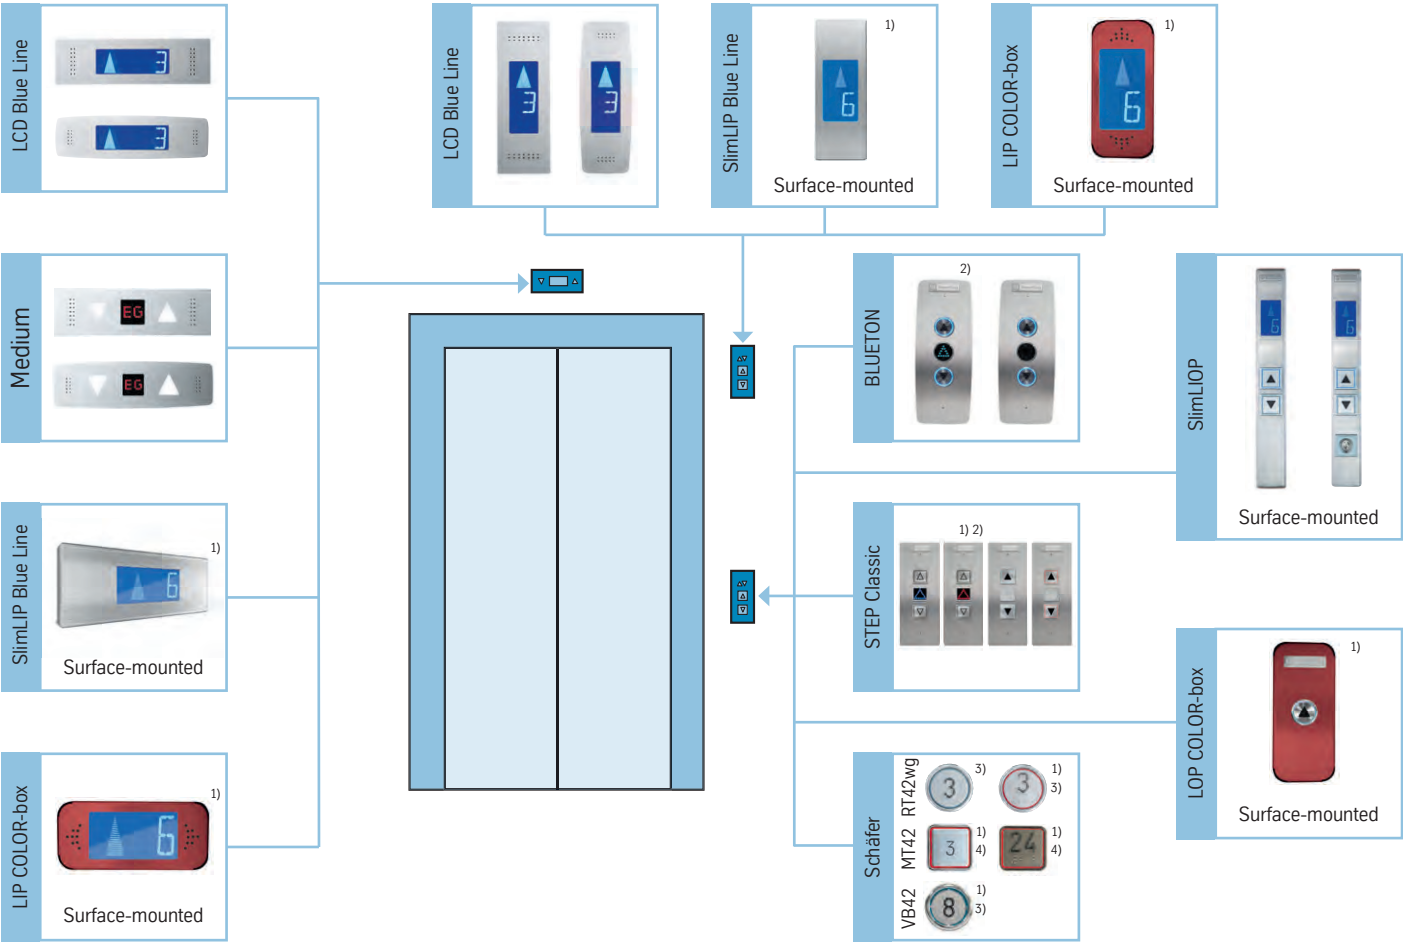 LCD Blue Line
3
3
Medium
EG
EG
SlimLIP Blue Line
6
1)
Surface-mounted
LIP COLOR-box
6
1)
Surface-mounted
LCD Blue Line
3
3
SlimLIP Blue Line
6
1)
Surface-mounted
LIP COLOR-box
6
1)
Surface-mounted
BLUETON
2)
SlimLIOP
6
6
Surface-mounted
STEP Classic
1) 2)
LOP COLOR-box
1)
Surface-mounted
Schäfer
RT42wg
3
3)
3
1)
3)
MT42
3
1)
4)
24
1)
4)
VB42
8
1)
3)